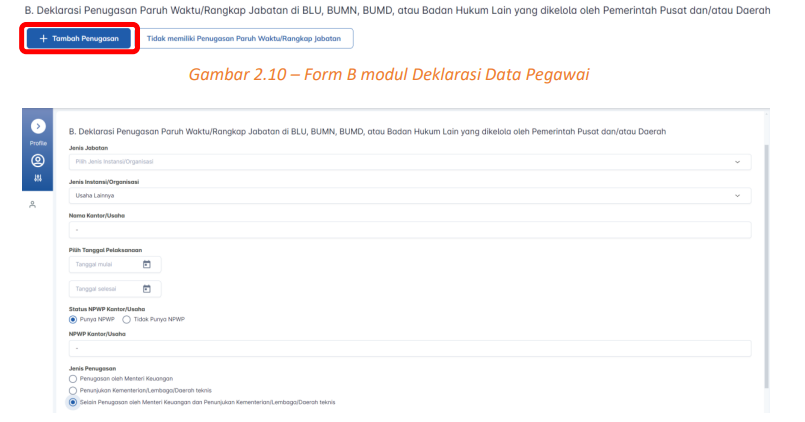 B. Deklarasi Penugasan Paruh Waktu/Rangkap Jabatan di BLU, BUMN, BUMD, atau Badan Hukum Lain yang dikelola oleh Pemerintah Pusat dan/atau Daerah
+ Tambah Penugasan Tidak memiliki Penugasan Paruh Waktu/Rangkap Jabatan
Gambar 2.10 – Form B modul Deklarasi Data Pegawai
Profile
B. Deklarasi Penugasan Paruh Waktu/Rangkap Jabatan di BLU, BUMN, BUMD, atau Badan Hukum Lain yang dikelola oleh Pemerintah Pusat dan/atau Daerah
Jenis Jabatan
Pilih Jenis Instansi/Organisasi
Jenis Instansi/Organisasi
Usaha Lainnya
Nama Kantor/Usaha
-
Pilih Tanggal Pelaksanaan
Tanggal mulai
Tanggal selesai
Status NPWP Kantor/Usaha
Punya NPWP Tidak Punya NPWP
NPWP Kantor/Usaha
-
Jenis Penugasan
Penugasan oleh Menteri Keuangan
Penunjukan Kementerian/Lembaga/Daerah teknis
Selain Penugasan oleh Menteri Keuangan dan Penunjukan Kementerian/Lembaga/Daerah teknis